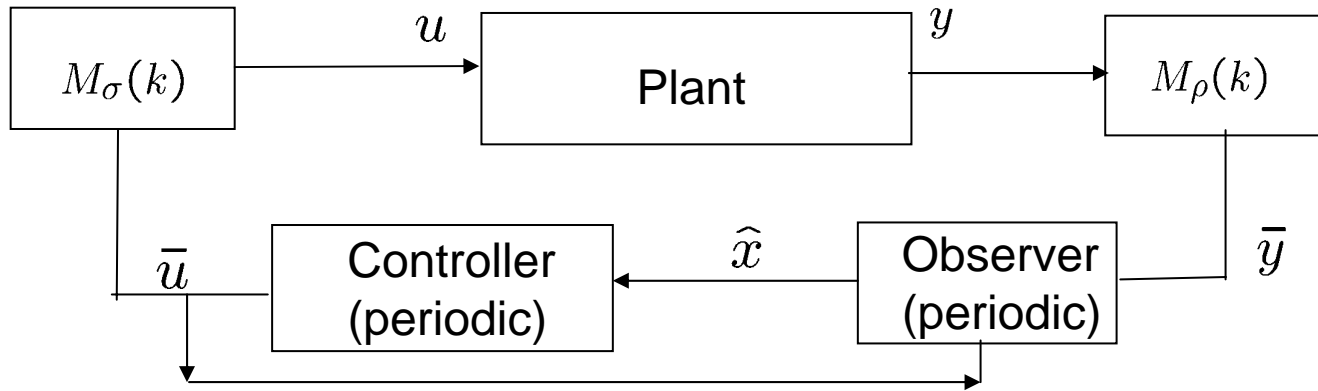 u
y
M_σ(k)
Plant
M_ρ(k)
Controller
(periodic)
x̂
Observer
(periodic)
ū
ȳ